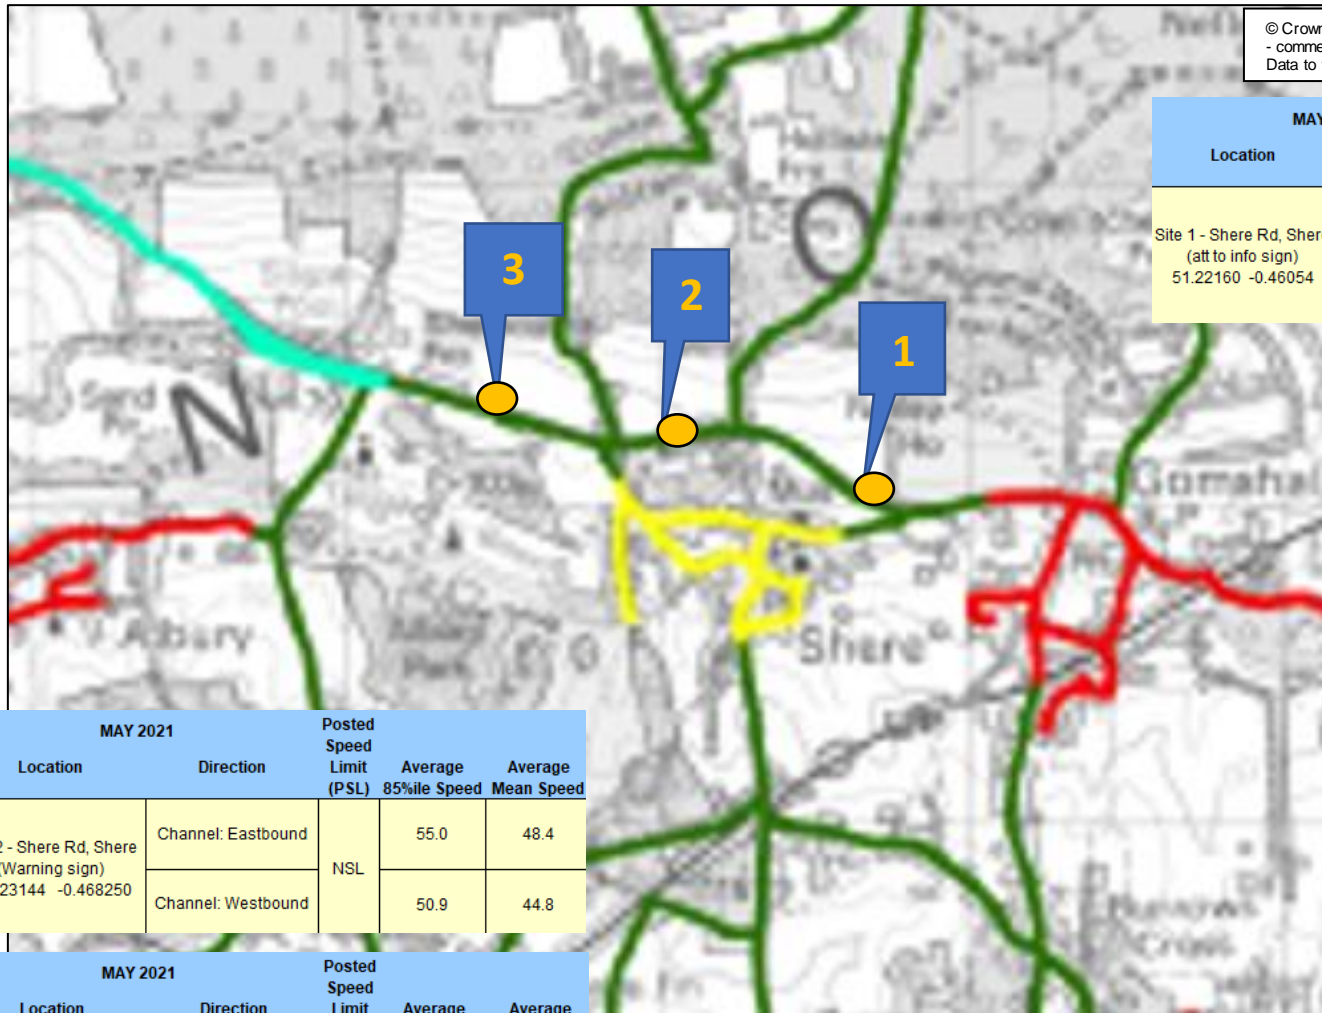 © Crown
- comme
Data to
MAY
Location
Site 1 - Shere Rd, Shere
(att to info sign)
51.22160 -0.46054
3
2
1
N
O
Gomshal
Albury
Park
Shere
Cross
MAY 2021
Location
Direction
Posted
Speed
Limit
(PSL)
Average
85%ile Speed
Average
Mean Speed
2 - Shere Rd, Shere
(Warning sign)
23144 -0.468250
Channel: Eastbound
NSL
55.0
48.4
Channel: Westbound
50.9
44.8
MAY 2021
Location
Direction
Posted
Speed
Limit
Average
Average